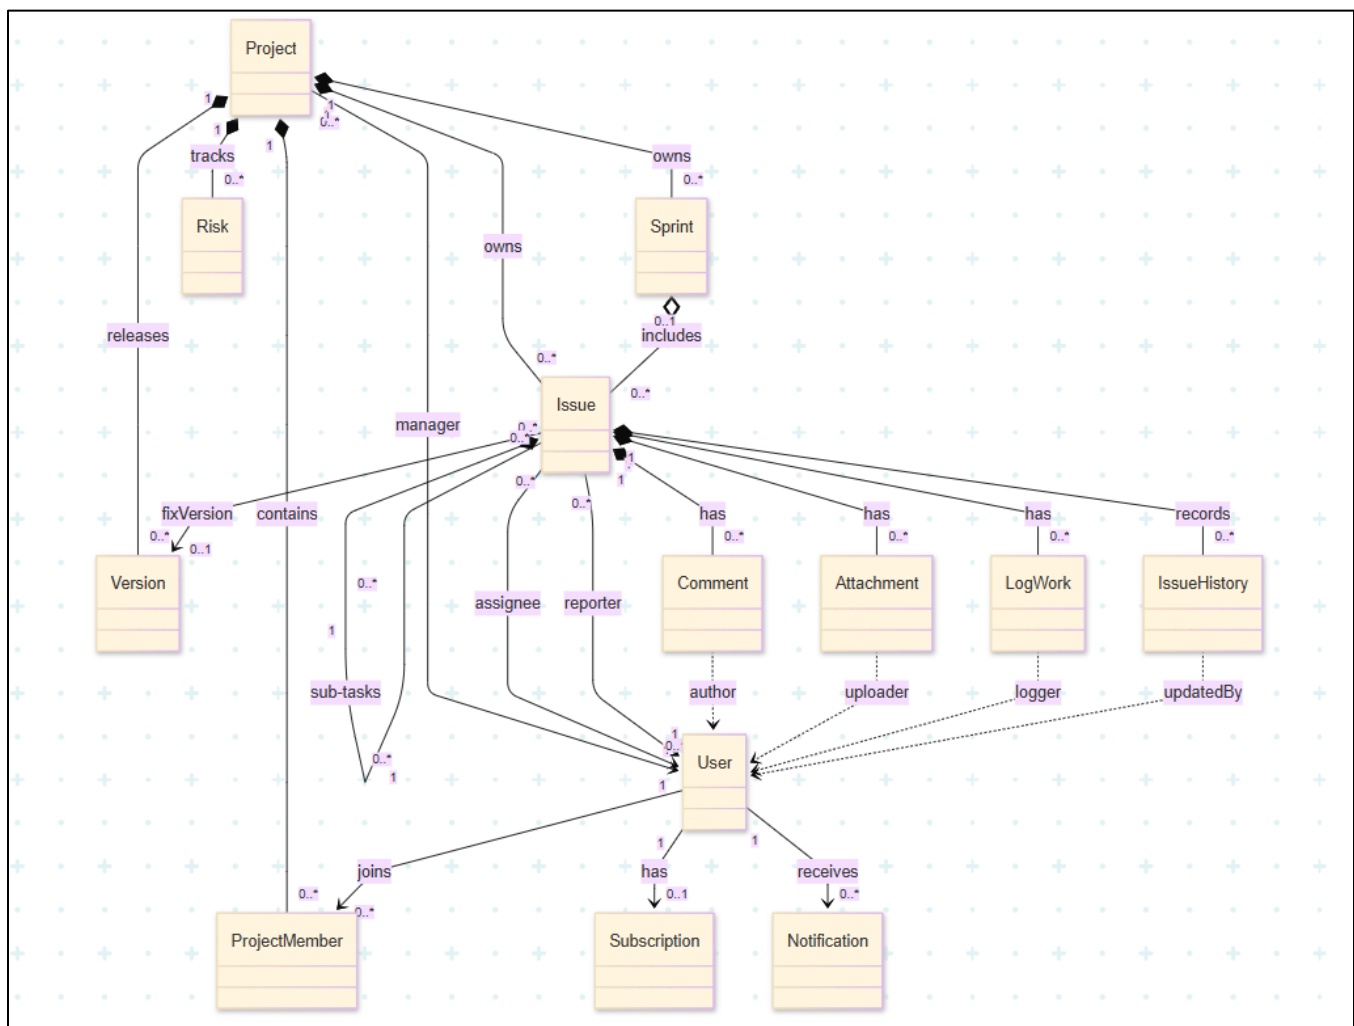 Project
1
1
1
1
0..*
tracks
0..*
owns
0..*
Risk
Sprint
owns
releases
0..1
includes
0..*
0..*
Issue
manager
0..*
0..*
1
1
0..*
0..*
fixVersion
contains
has
has
has
records
0..*
0..1
0..*
0..*
0..*
0..*
Version
0..*
Comment
Attachment
LogWork
IssueHistory
assignee
reporter
1
sub-tasks
author
uploader
logger
updatedBy
1
0..*
User
1
1
1
1
joins
has
receives
0..*
0..1
0..*
0..*
ProjectMember
Subscription
Notification